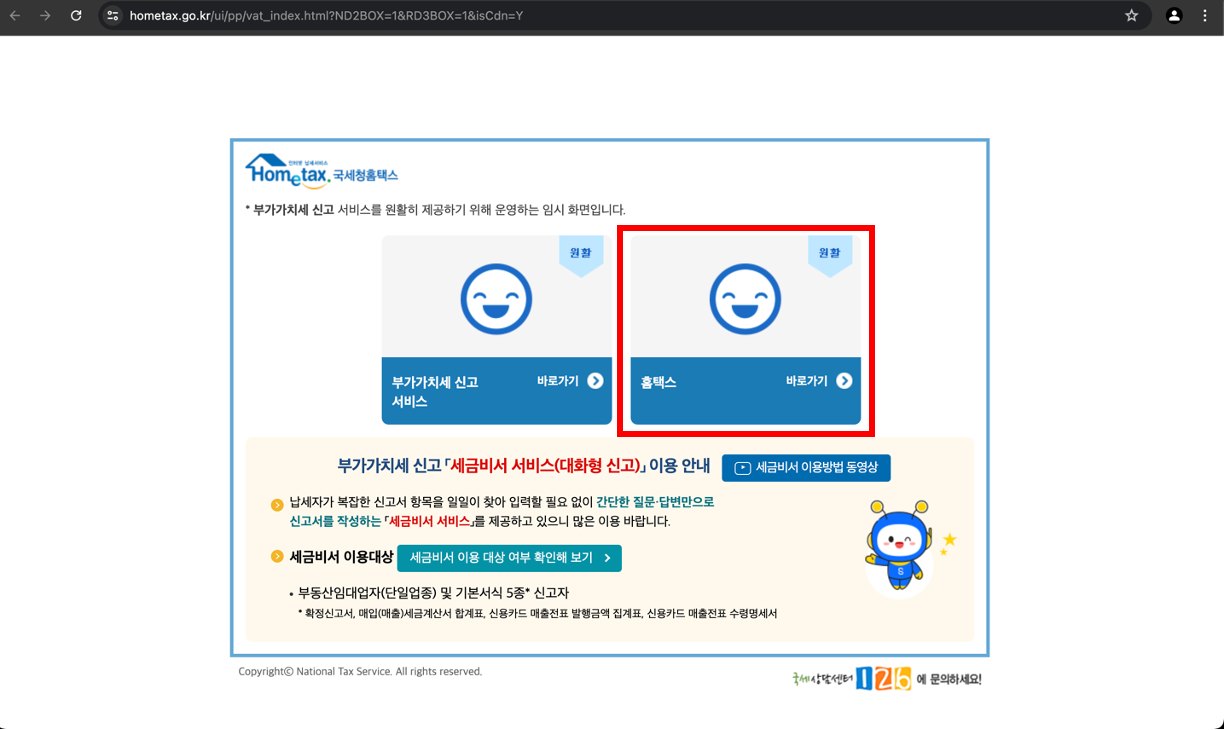 hometax.go.kr/ui/pp/vat_index.html?ND2BOX=1&RD3BOX=1&isCdn=Y
인터넷 납세서비스
Hometax. 국세청홈택스
* 부가가치세 신고 서비스를 원활히 제공하기 위해 운영하는 임시 화면입니다.
원활
원활
부가가치세 신고 서비스
바로가기
홈택스
바로가기
부가가치세 신고 「세금비서 서비스(대화형 신고)」 이용 안내
세금비서 이용방법 동영상
납세자가 복잡한 신고서 항목을 일일이 찾아 입력할 필요 없이 간단한 질문·답변만으로
신고서를 작성하는 「세금비서 서비스」를 제공하고 있으니 많은 이용 바랍니다.
세금비서 이용대상
세금비서 이용 대상 여부 확인해 보기
• 부동산임대업자(단일업종) 및 기본서식 5종* 신고자
* 확정신고서, 매입(매출)세금계산서 합계표, 신용카드 매출전표 발행금액 집계표, 신용카드 매출전표 수령명세서
S
Copyright© National Tax Service. All rights reserved.
국세상담센터 126 에 문의하세요!